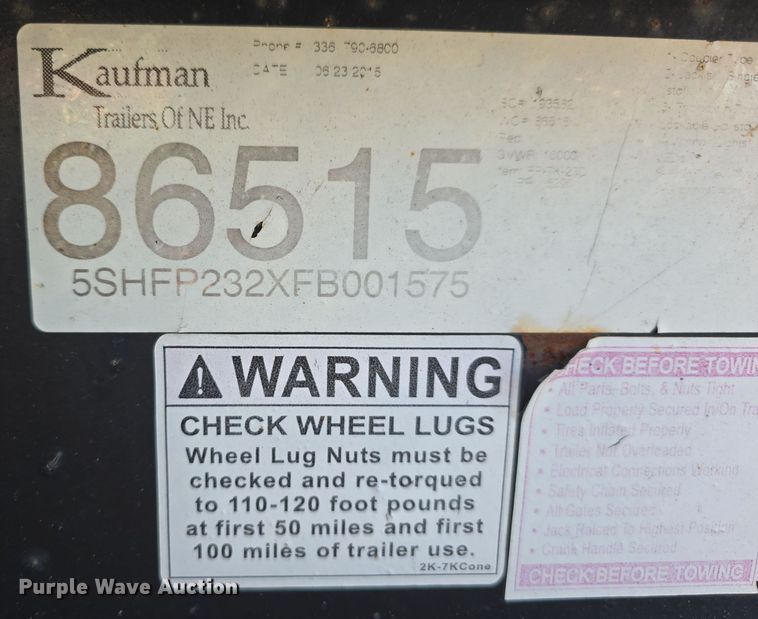 Kaufman
Trailers Of NE Inc.
Phone # 336 790-6800
DATE 06 23 2015
86515
5SHFP232XFB001575
GVWR 16000
WARNING
CHECK WHEEL LUGS
Wheel Lug Nuts must be
checked and re-torqued
to 110-120 foot pounds
at first 50 miles and first
100 miles of trailer use.
2K-7KCone
CHECK BEFORE TOWIN
• All Parts, Bolts, & Nuts Tight
• Load Properly Secured In/On Tra
• Tires Inflated Properly
• Trailer Not Overloaded
• Electrical Connections Working
• Safety Chain Secured
• All Gates Secured
• Jack Raised To Highest Position
• Crank Handle Secured
CHECK BEFORE TOWING
Purple Wave Auction